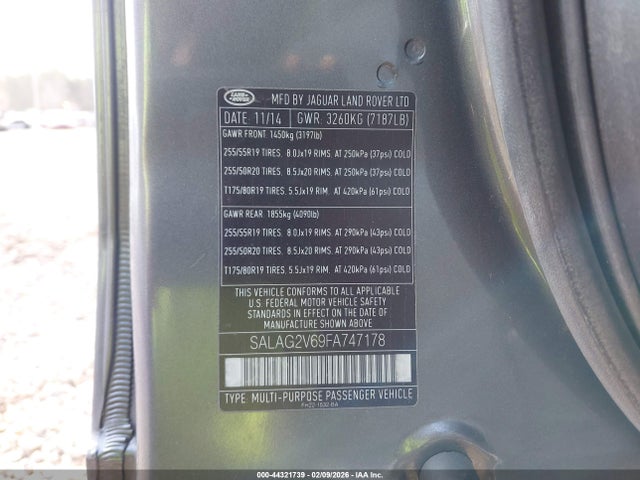 LAND ROVER
MFD BY JAGUAR LAND ROVER LTD
DATE: 11/14 GWR. 3260KG (7187LB)
GAWR FRONT 1450kg (3197lb)
255/55R19 TIRES. 8.0Jx19 RIMS. AT 250kPa (37psi) COLD
255/50R20 TIRES. 8.5Jx20 RIMS. AT 250kPa (37psi) COLD
T175/80R19 TIRES. 5.5Jx19 RIM. AT 420kPa (61psi) COLD
GAWR REAR 1855kg (4090lb)
255/55R19 TIRES. 8.0Jx19 RIMS. AT 290kPa (43psi) COLD
255/50R20 TIRES. 8.5Jx20 RIMS. AT 290kPa (43psi) COLD
T175/80R19 TIRES. 5.5Jx19 RIM. AT 420kPa (61psi) COLD
THIS VEHICLE CONFORMS TO ALL APPLICABLE
U.S. FEDERAL MOTOR VEHICLE SAFETY
STANDARDS IN EFFECT ON THE DATE OF
MANUFACTURE SHOWN ABOVE.
SALAG2V69FA747178
TYPE: MULTI-PURPOSE PASSENGER VEHICLE
000-44321739 - 02/09/2026 - IAA Inc.